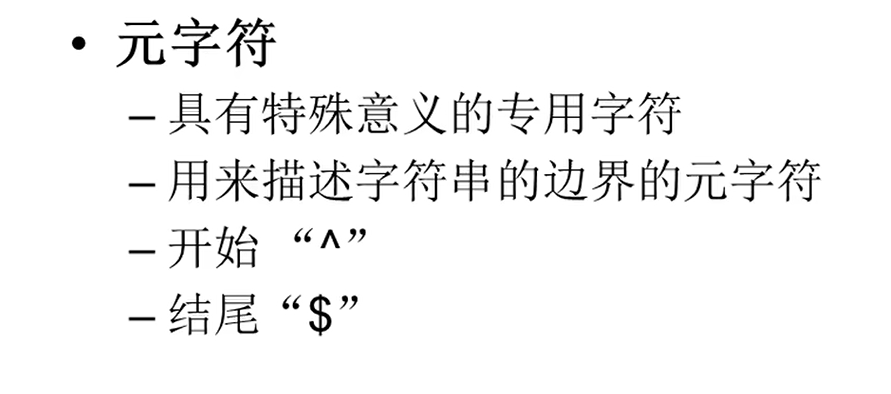 • 元字符
– 具有特殊意义的专用字符
– 用来描述字符串的边界的元字符
– 开始 “^”
– 结尾“$”